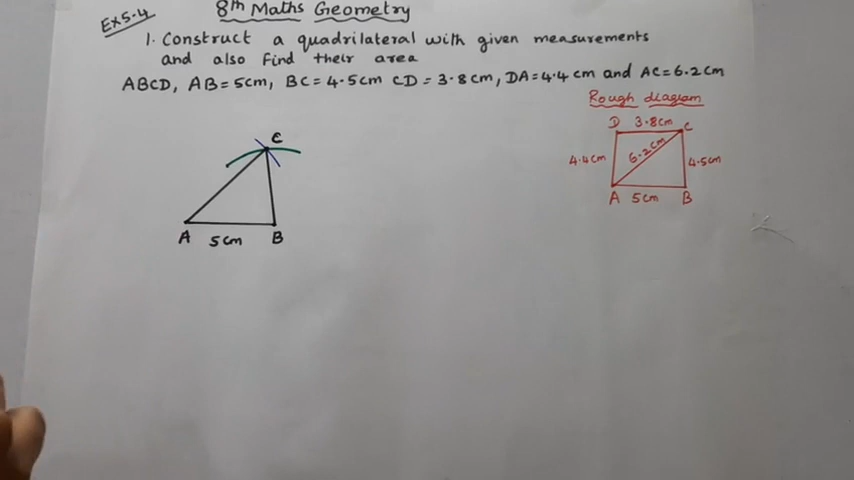 Ex 5.4
8th Maths Geometry
1. Construct a quadrilateral with given measurements
and also Find their area
ABCD, AB = 5cm, BC = 4.5cm CD = 3.8cm, DA = 4.4cm and AC = 6.2cm
Rough diagram
D 3.8cm C
4.4cm 6.2cm 4.5cm
A 5cm B
C
A 5cm B